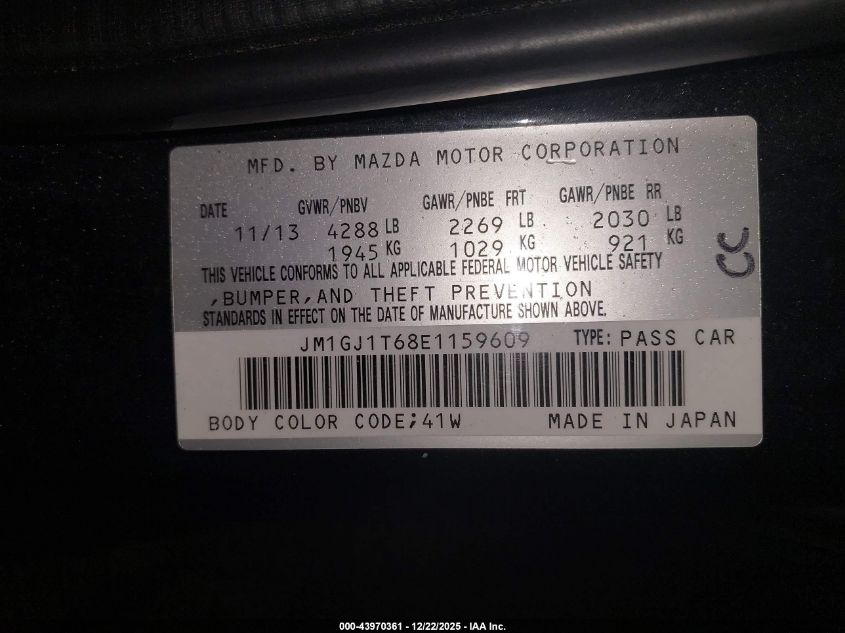 MFD. BY MAZDA MOTOR CORPORATION
DATE GVWR/PNBV GAWR/PNBE FRT GAWR/PNBE RR
11/13 4288 LB 2269 LB 2030 LB
1945 KG 1029 KG 921 KG
THIS VEHICLE CONFORMS TO ALL APPLICABLE FEDERAL MOTOR VEHICLE SAFETY
,BUMPER,AND THEFT PREVENTION
STANDARDS IN EFFECT ON THE DATE OF MANUFACTURE SHOWN ABOVE.
JM1GJ1T68E1159609 TYPE: PASS CAR
BODY COLOR CODE;41W MADE IN JAPAN
000-43970361 - 12/22/2025 - IAA Inc.